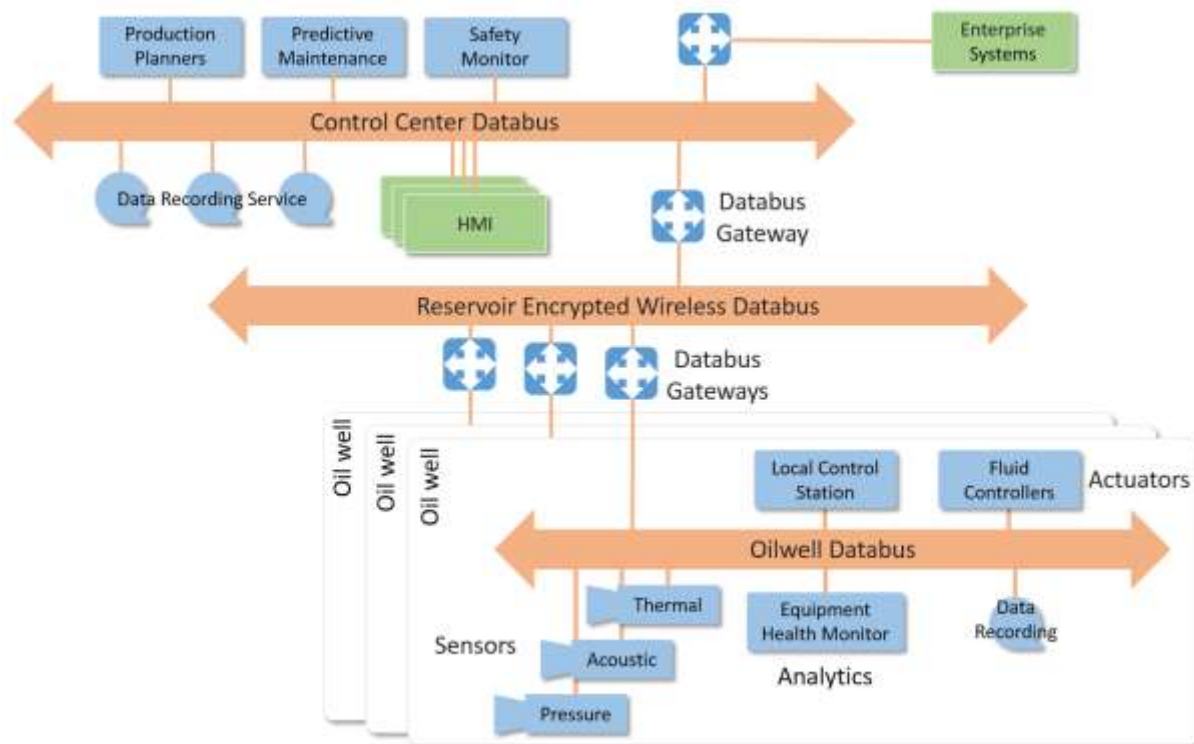 Production
Planners
Predictive
Maintenance
Safety
Monitor
Enterprise
Systems
Control Center Databus
Data Recording Service
HMI
Databus
Gateway
Reservoir Encrypted Wireless Databus
Databus
Gateways
Oil well
Oil well
Oil well
Local Control
Station
Fluid
Controllers
Actuators
Oilwell Databus
Thermal
Equipment
Health Monitor
Data
Recording
Sensors
Acoustic
Analytics
Pressure